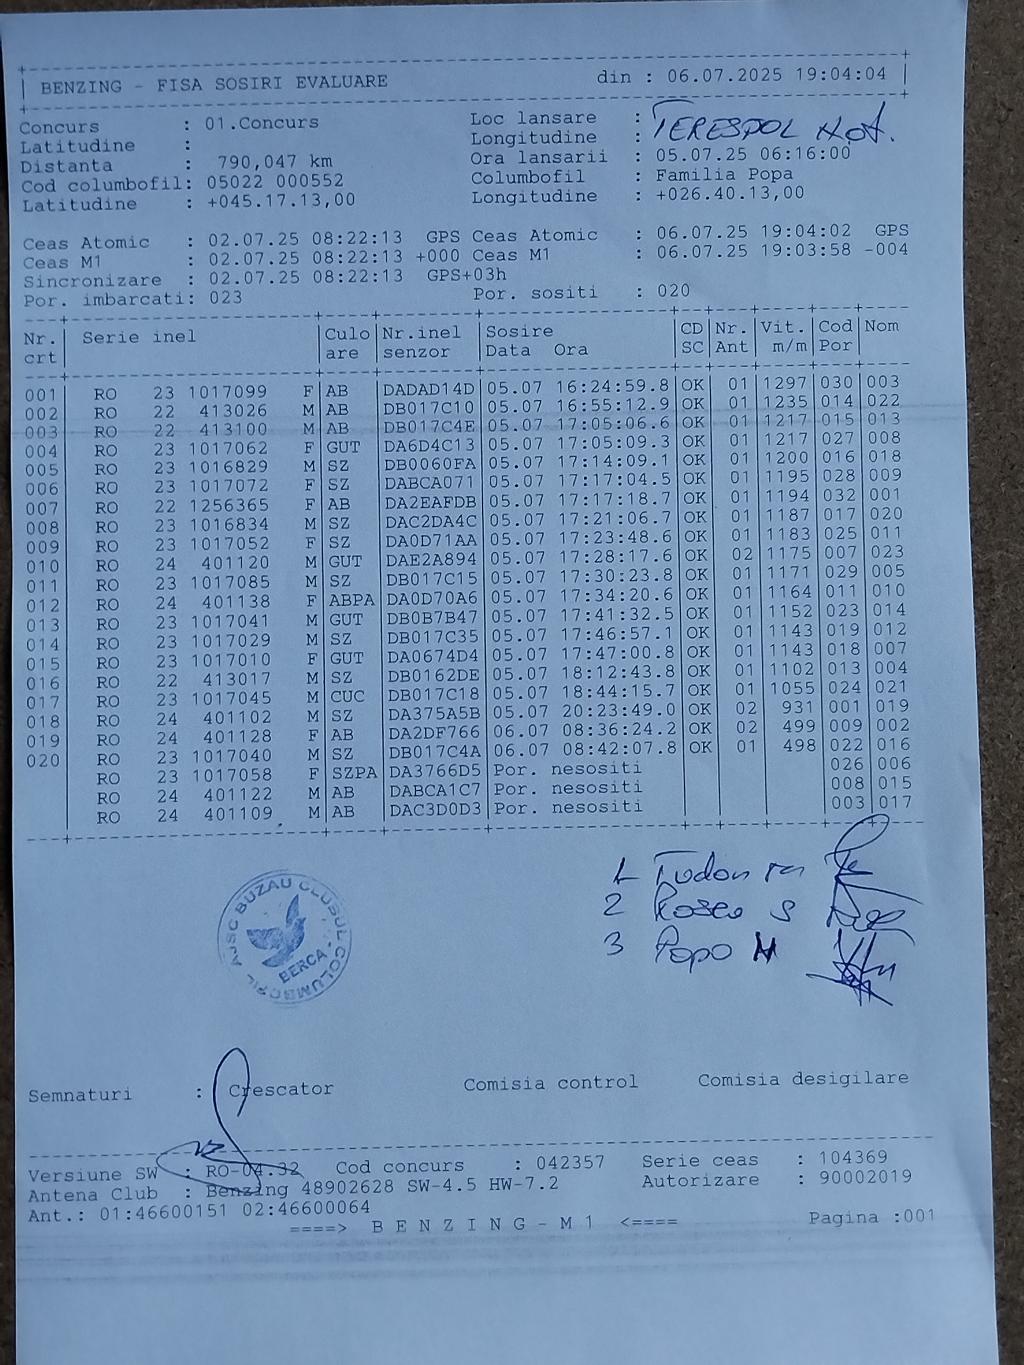 BENZING - FISA SOSIRI EVALUARE din : 06.07.2025 19:04:04
Concurs : 01.Concurs Loc lansare : TERESPOL Nat.
Latitudine : Longitudine :
Distanta : 790,047 km Ora lansarii : 05.07.25 06:16:00
Cod columbofil: 05022 000552 Columbofil : Familia Popa
Latitudine : +045.17.13,00 Longitudine : +026.40.13,00
Ceas Atomic : 02.07.25 08:22:13 GPS Ceas Atomic : 06.07.25 19:04:02 GPS
Ceas M1 : 02.07.25 08:22:13 +000 Ceas M1 : 06.07.25 19:03:58 -004
Sincronizare : 02.07.25 08:22:13 GPS+03h
Por. imbarcati: 023 Por. sositi : 020
Nr. Serie inel Culo Nr.inel Sosire CD Nr. Vit. Cod Nom
crt are senzor Data Ora SC Ant m/m Por
001 RO 23 1017099 F AB DADAD14D 05.07 16:24:59.8 OK 01 1297 030 003
002 RO 22 413026 M AB DB017C10 05.07 16:55:12.9 OK 01 1235 014 022
003 RO 22 413100 M AB DB017C4E 05.07 17:05:06.6 OK 01 1217 015 013
004 RO 23 1017062 F GUT DA6D4C13 05.07 17:05:09.3 OK 01 1217 027 008
005 RO 23 1016829 M SZ DB0060FA 05.07 17:14:09.1 OK 01 1200 016 018
006 RO 23 1017072 F SZ DABCA071 05.07 17:17:04.5 OK 01 1195 028 009
007 RO 22 1256365 F AB DA2EAFDB 05.07 17:17:18.7 OK 01 1194 032 001
008 RO 23 1016834 M SZ DAC2DA4C 05.07 17:21:06.7 OK 01 1187 017 020
009 RO 23 1017052 F SZ DA0D71AA 05.07 17:23:48.6 OK 01 1183 025 011
010 RO 24 401120 M GUT DAE2A894 05.07 17:28:17.6 OK 02 1175 007 023
011 RO 23 1017085 M SZ DB017C15 05.07 17:30:23.8 OK 01 1171 029 005
012 RO 24 401138 F ABPA DA0D70A6 05.07 17:34:20.6 OK 01 1164 011 010
013 RO 23 1017041 M GUT DB0B7B47 05.07 17:41:32.5 OK 01 1152 023 014
014 RO 23 1017029 M SZ DB017C35 05.07 17:46:57.1 OK 01 1143 019 012
015 RO 23 1017010 F GUT DA0674D4 05.07 17:47:00.8 OK 01 1143 018 007
016 RO 22 413017 M SZ DB0162DE 05.07 18:12:43.8 OK 01 1102 013 004
017 RO 23 1017045 M CUC DB017C18 05.07 18:44:15.7 OK 01 1055 024 021
018 RO 24 401102 M SZ DA375A5B 05.07 20:23:49.0 OK 02 931 001 019
019 RO 24 401128 F AB DA2DF766 06.07 08:36:24.2 OK 02 499 009 002
020 RO 23 1017040 M SZ DB017C4A 06.07 08:42:07.8 OK 01 498 022 016
RO 23 1017058 F SZPA DA3766D5 Por. nesositi 026 006
RO 24 401122 M AB DABCA1C7 Por. nesositi 008 015
RO 24 401109 M AB DAC3D0D3 Por. nesositi 003 017
1 Tudor
2 Rosea S
3 Popo N
AJSC BUZAU CLUBUL COLUMBOFIL
BERCA
Semnaturi : Crescator Comisia control Comisia desigilare
Versiune SW : RO-04.32 Cod concurs : 042357 Serie ceas : 104369
Antena Club : Benzing 48902628 SW-4.5 HW-7.2 Autorizare : 90002019
Ant.: 01:46600151 02:46600064
====> B E N Z I N G - M 1 <==== Pagina :001